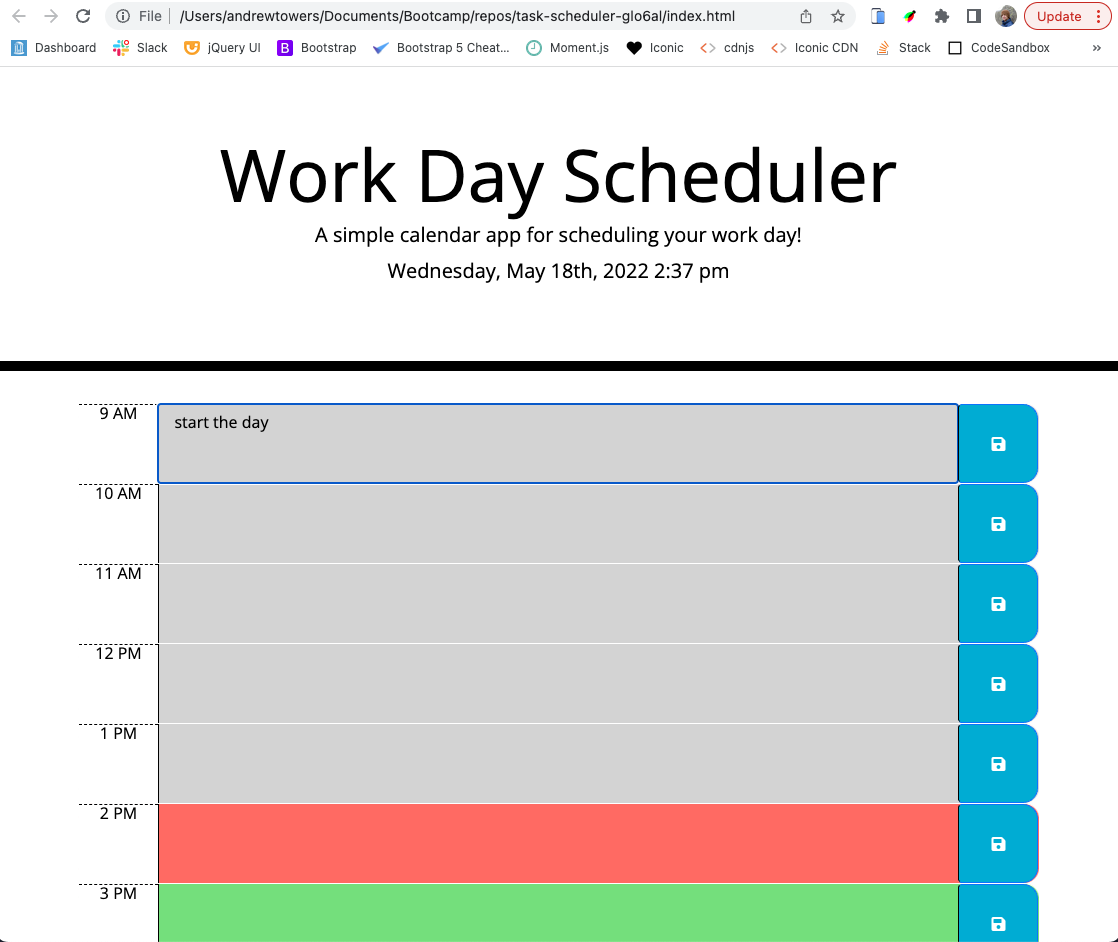 File /Users/andrewtowers/Documents/Bootcamp/repos/task-scheduler-glo6al/index.html Update
Dashboard Slack jQuery UI Bootstrap Bootstrap 5 Cheat... Moment.js Iconic cdnjs Iconic CDN Stack CodeSandbox »
Work Day Scheduler
A simple calendar app for scheduling your work day!
Wednesday, May 18th, 2022 2:37 pm
9 AM start the day
10 AM
11 AM
12 PM
1 PM
2 PM
3 PM